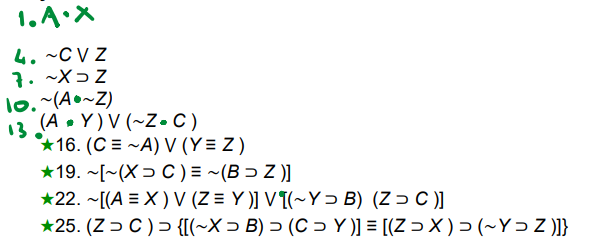 1. A • X
4. ~C V Z
7. ~X ⊃ Z
10. ~(A • ~Z)
13. (A • Y ) V (~Z • C )
★16. (C ≡ ~A) V (Y ≡ Z )
★19. ~[~(X ⊃ C ) ≡ ~(B ⊃ Z )]
★22. ~[(A ≡ X ) V (Z ≡ Y )] V [(~Y ⊃ B) (Z ⊃ C )]
★25. (Z ⊃ C ) ⊃ {[(~X ⊃ B) ⊃ (C ⊃ Y )] ≡ [(Z ⊃ X ) ⊃ (~Y ⊃ Z )]}